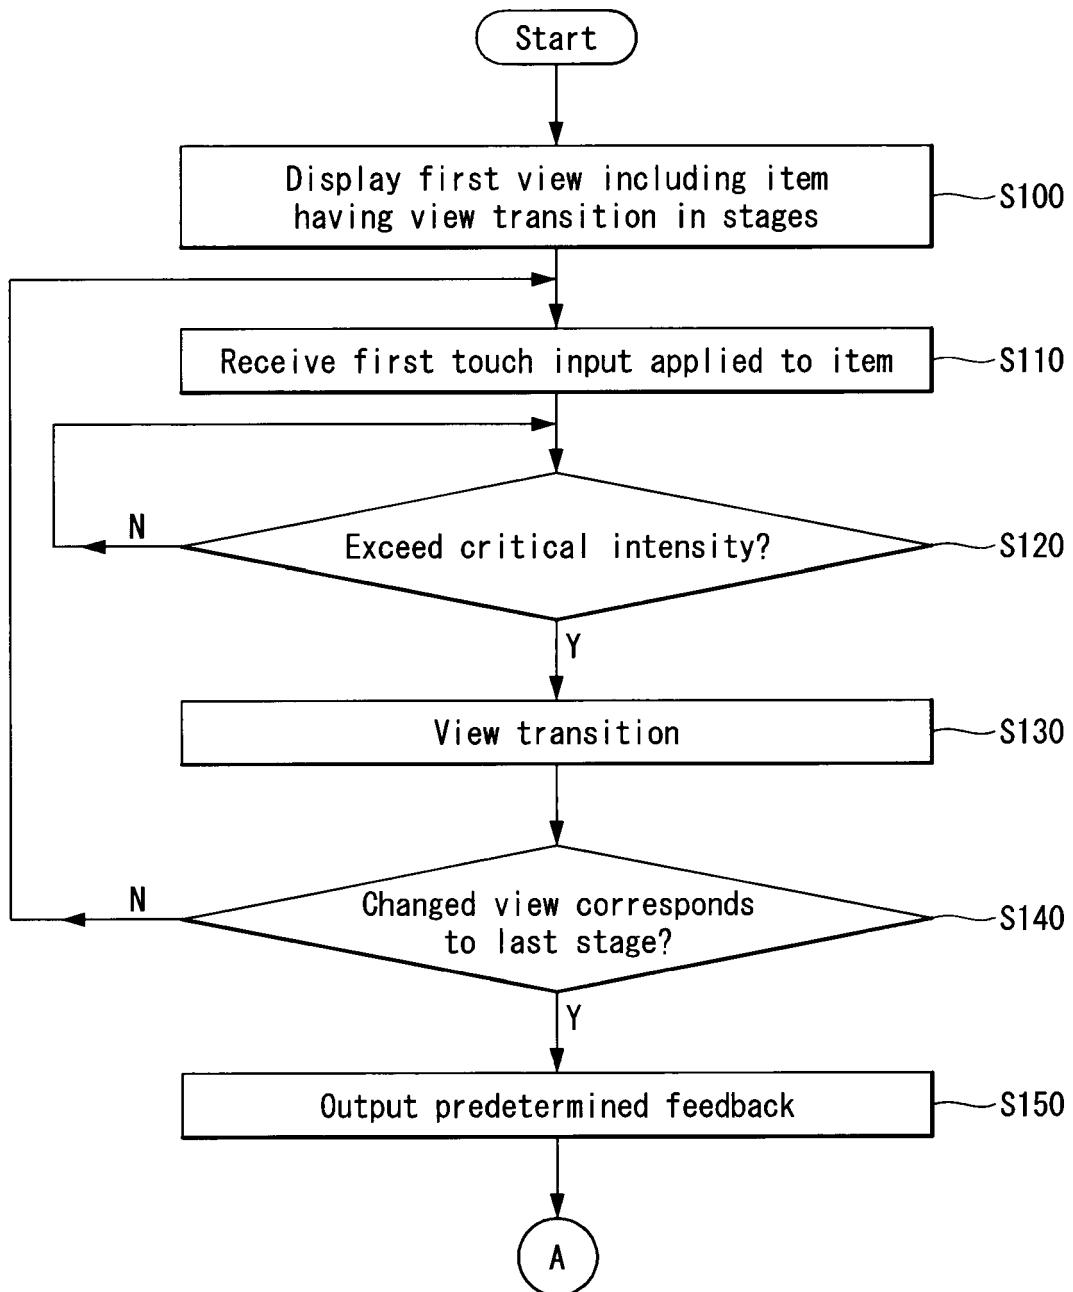 Start
Display first view including item
having view transition in stages
S100
Receive first touch input applied to item
S110
N
Exceed critical intensity?
S120
Y
View transition
S130
N
Changed view corresponds
to last stage?
S140
Y
Output predetermined feedback
S150
A